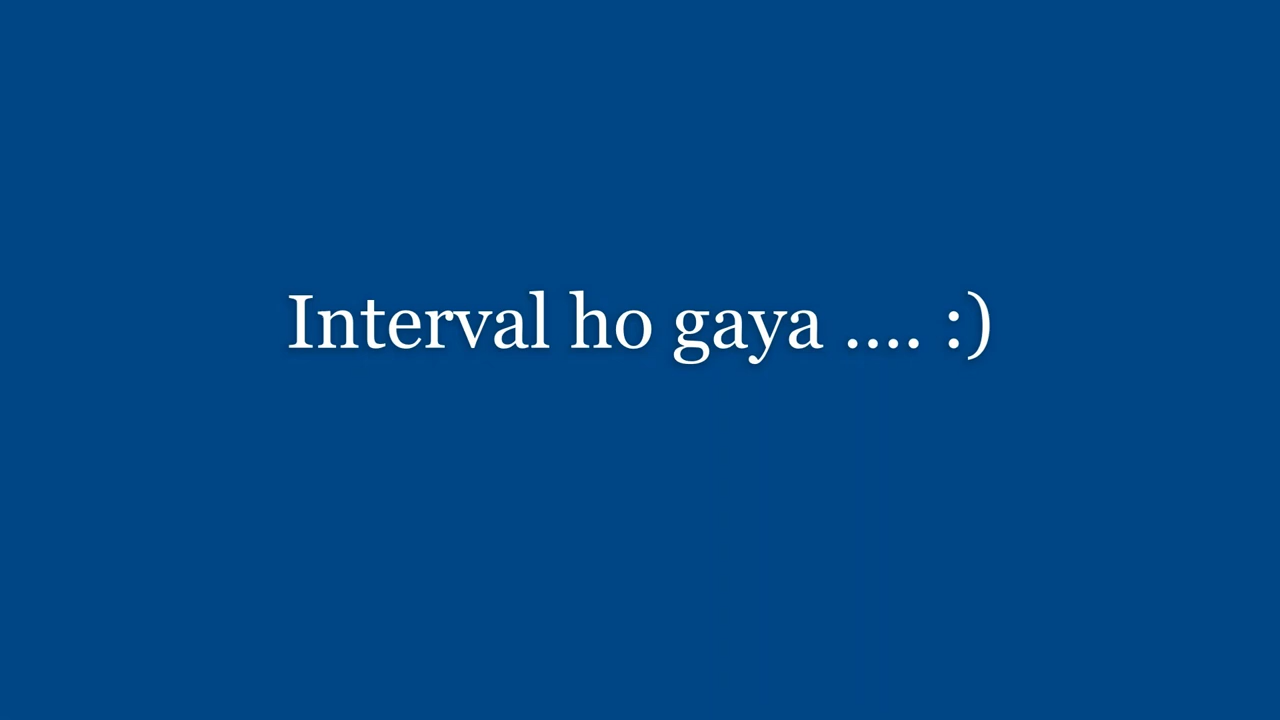 Interval ho gaya .... :)